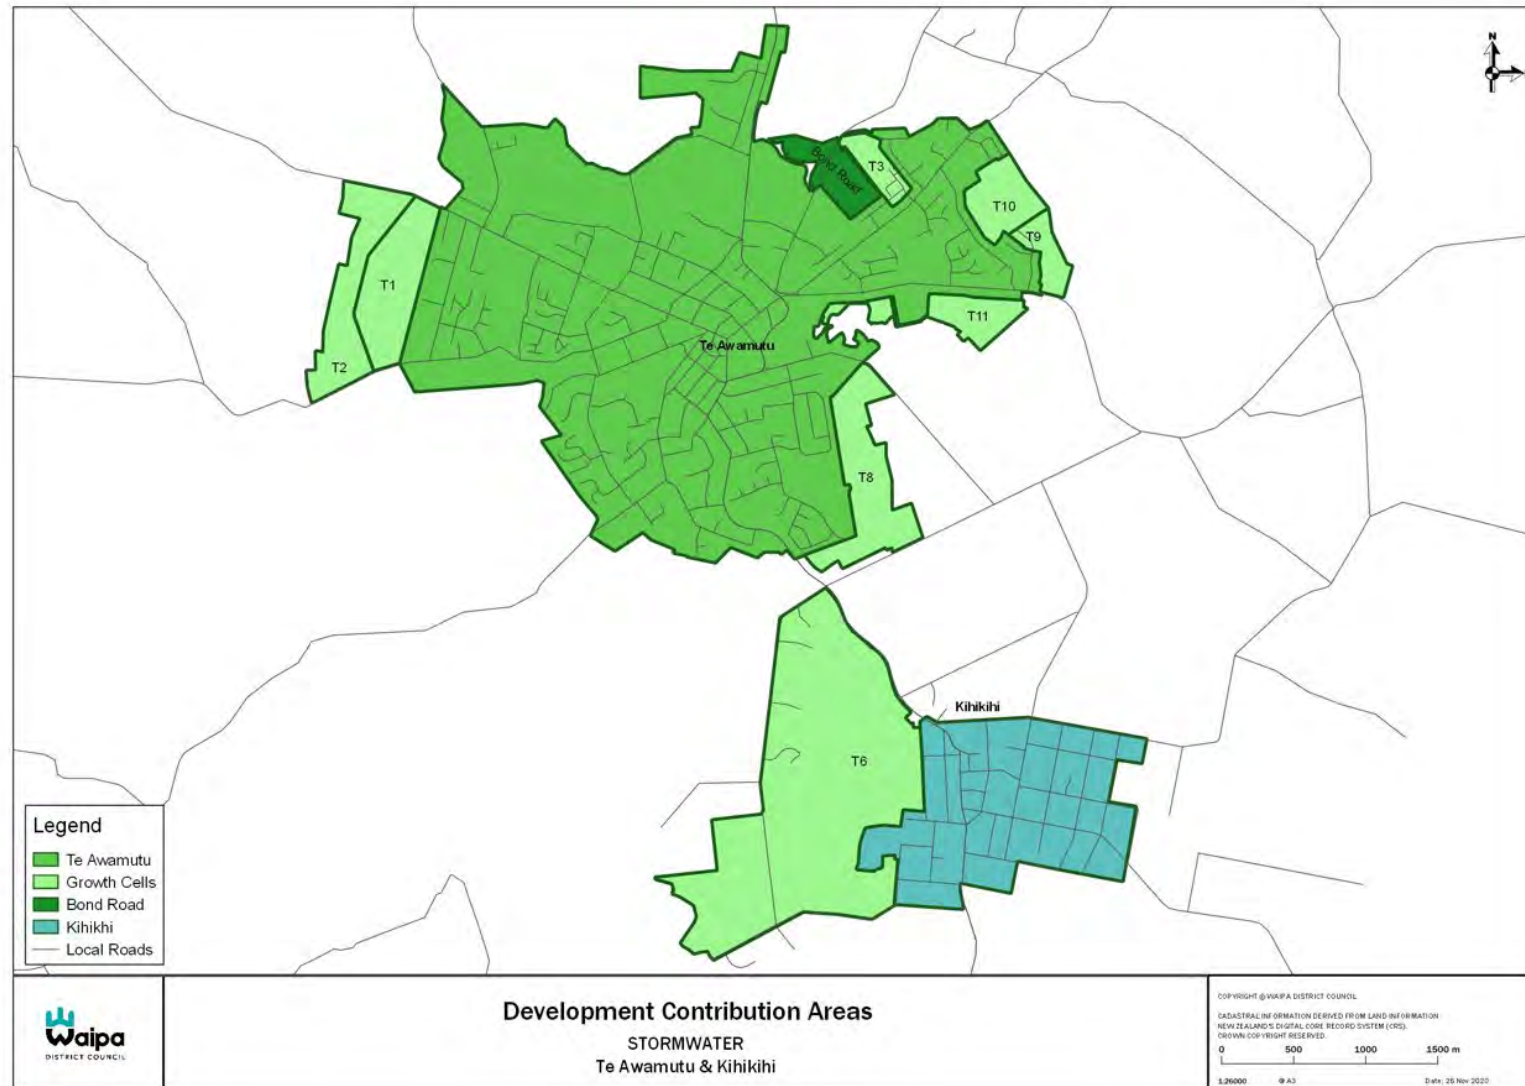 N
Bond Road
T3
T10
T9
T1
T11
Te Awamutu
T2
T8
Kihikihi
T6
Legend
Te Awamutu
Growth Cells
Bond Road
Kihikhi
Local Roads
Waipa
DISTRICT COUNCIL
Development Contribution Areas
STORMWATER
Te Awamutu & Kihikihi
COPYRIGHT @ WAIPA DISTRICT COUNCIL
CADASTRAL INFORMATION DERIVED FROM LAND INFORMATION
NEW ZEALAND'S DIGITAL CORE RECORD SYSTEM (CRS).
CROWN COPYRIGHT RESERVED.
0 500 1000 1500 m
1:26000 @ A3 Date: 25 Nov 2020